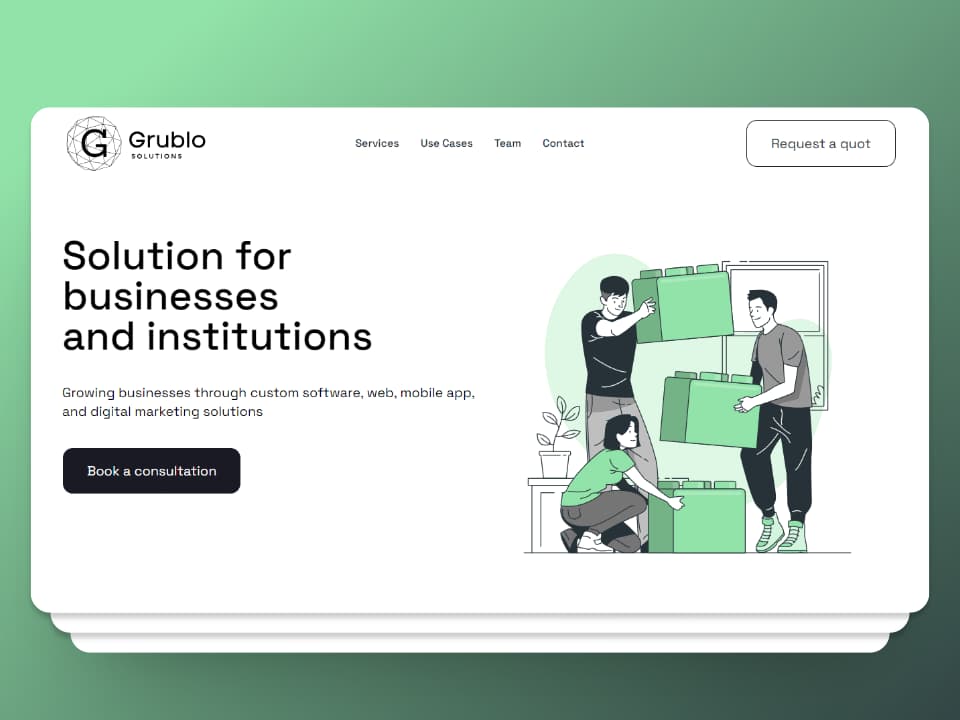 G
Grublo
SOLUTIONS
Services Use Cases Team Contact
Request a quot
Solution for
businesses
and institutions
Growing businesses through custom software, web, mobile app,
and digital marketing solutions
Book a consultation